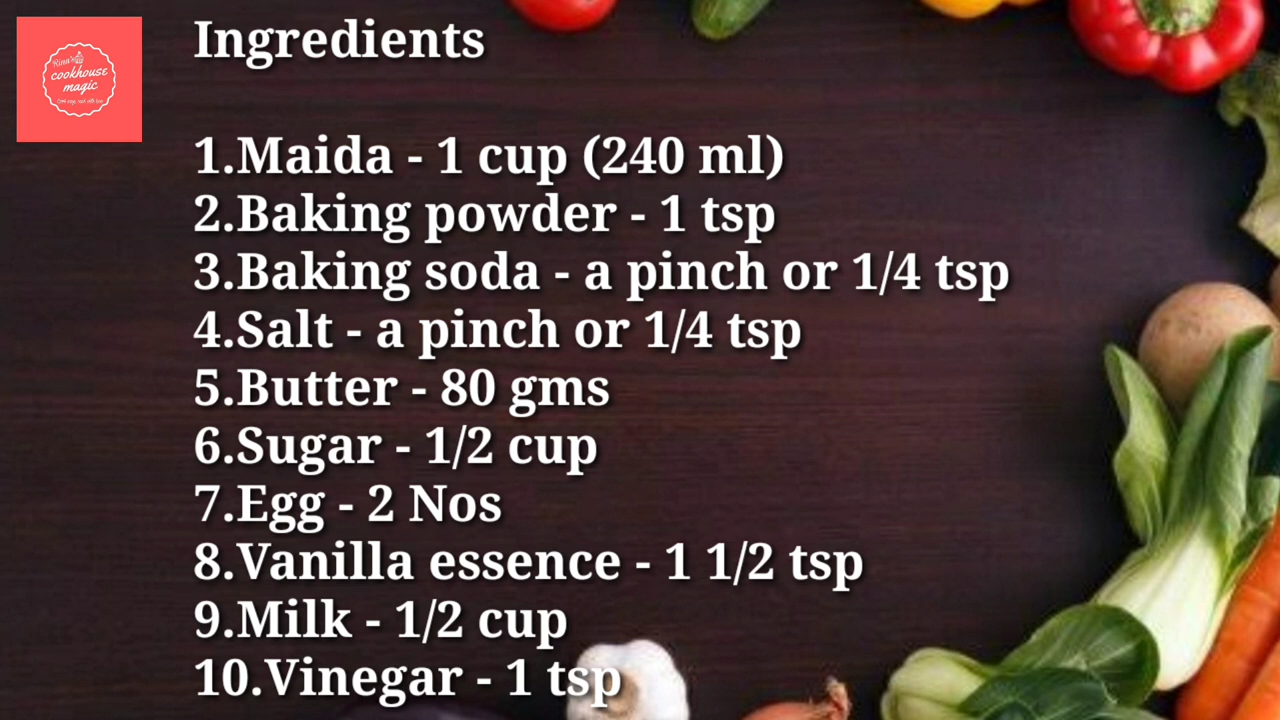 Ingredients
Rina's
cookhouse
magic
1.Maida - 1 cup (240 ml)
2.Baking powder - 1 tsp
3.Baking soda - a pinch or 1/4 tsp
4.Salt - a pinch or 1/4 tsp
5.Butter - 80 gms
6.Sugar - 1/2 cup
7.Egg - 2 Nos
8.Vanilla essence - 1 1/2 tsp
9.Milk - 1/2 cup
10.Vinegar - 1 tsp